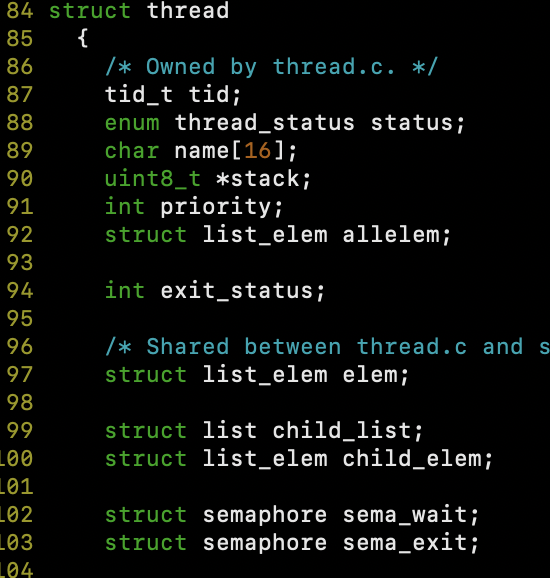 84 struct thread
85   {
86     /* Owned by thread.c. */
87     tid_t tid;
88     enum thread_status status;
89     char name[16];
90     uint8_t *stack;
91     int priority;
92     struct list_elem allelem;
93
94     int exit_status;
95
96     /* Shared between thread.c and s
97     struct list_elem elem;
98
99     struct list child_list;
100     struct list_elem child_elem;
101
102     struct semaphore sema_wait;
103     struct semaphore sema_exit;
104